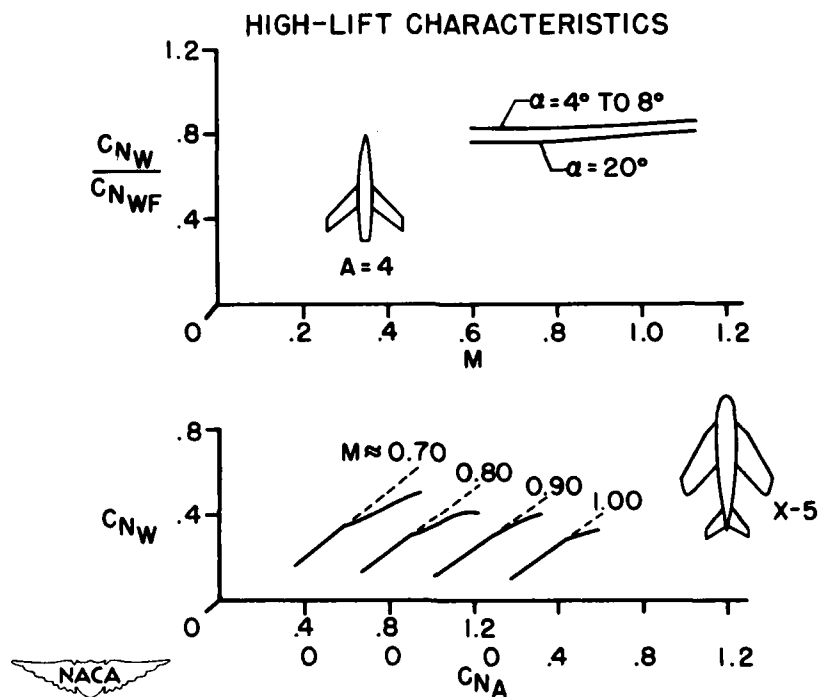 HIGH-LIFT CHARACTERISTICS
1.2
.8
.4
0
C_NW
C_NWF
α = 4° TO 8°
α = 20°
A = 4
.2 .4 .6 .8 1.0 1.2
M
.8
.4
0
C_NW
M ≈ 0.70
0.80
0.90
1.00
X-5
.4 .8 1.2 .4 .8 1.2
0 0 0
C_NA
NACA